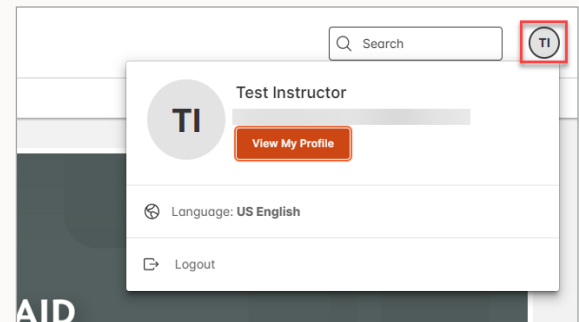 Search
TI
TI
Test Instructor
View My Profile
Language: US English
Logout
AID